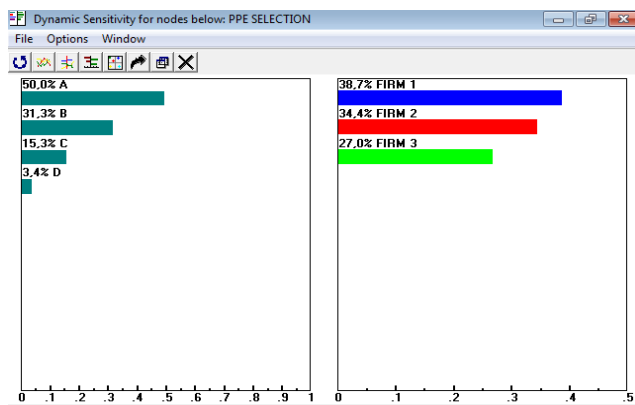 Dynamic Sensitivity for nodes below: PPE SELECTION
File Options Window
50,0% A
31,3% B
15,3% C
3,4% D
0 .1 .2 .3 .4 .5 .6 .7 .8 .9 1
38,7% FIRM 1
34,4% FIRM 2
27,0% FIRM 3
0 .1 .2 .3 .4 .5